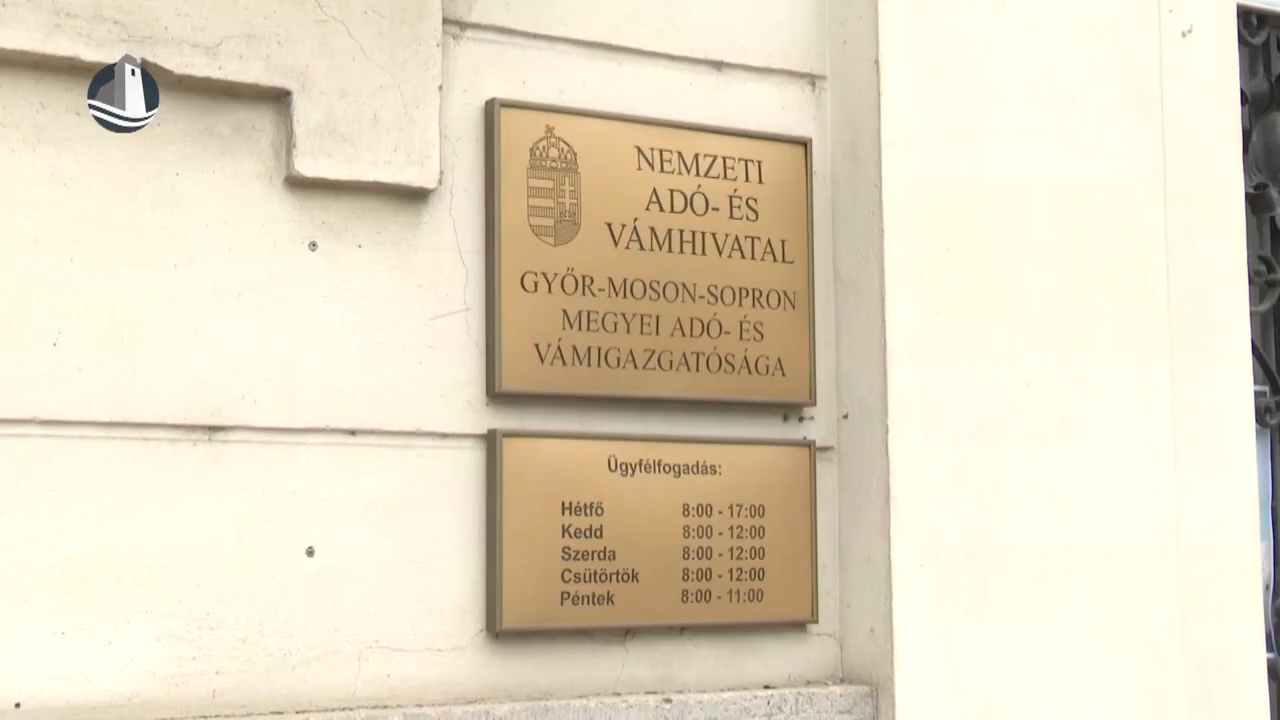 NEMZETI
ADÓ- ÉS
VÁMHIVATAL
GYŐR-MOSON-SOPRON
MEGYEI ADÓ- ÉS
VÁMIGAZGATÓSÁGA
Ügyfélfogadás:
Hétfő 8:00 - 17:00
Kedd 8:00 - 12:00
Szerda 8:00 - 12:00
Csütörtök 8:00 - 12:00
Péntek 8:00 - 11:00